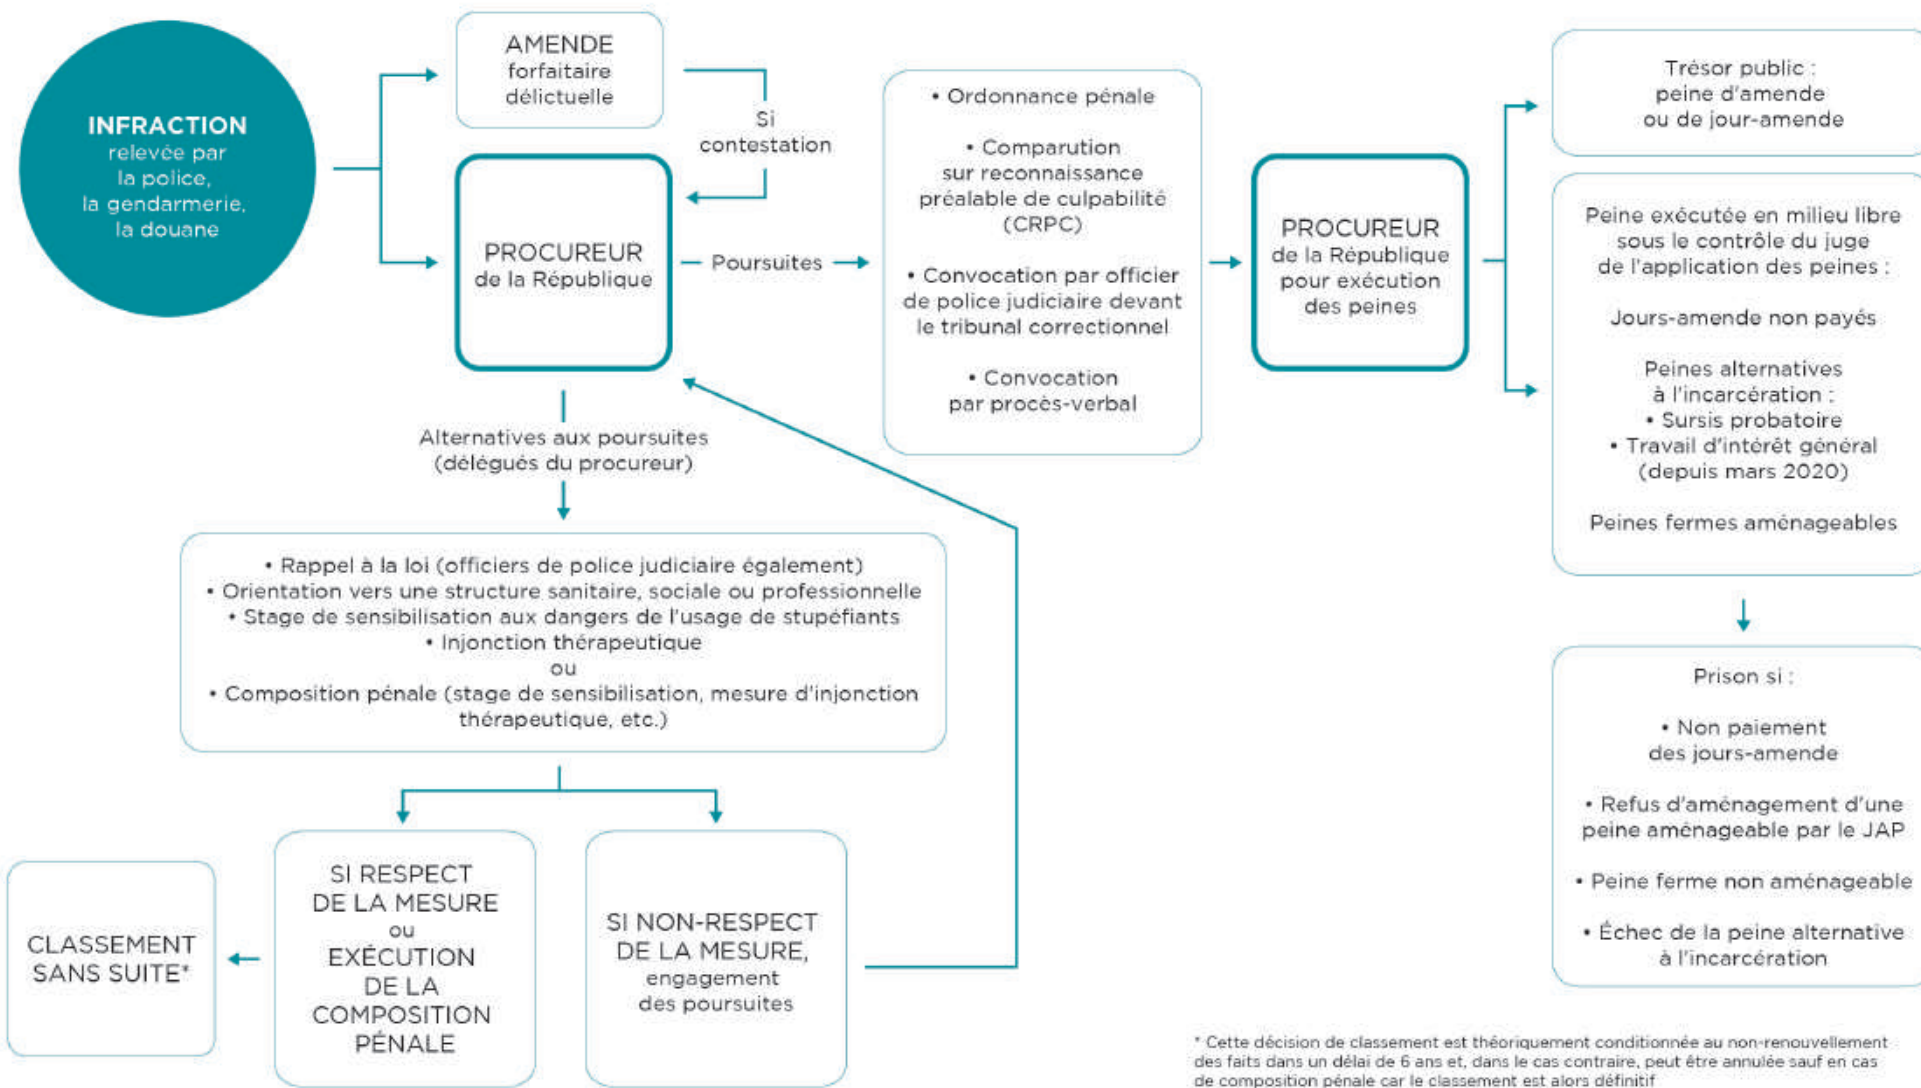 INFRACTION
relevée par
la police,
la gendarmerie,
la douane
AMENDE
forfaitaire
délictuelle
Si
contestation
PROCUREUR
de la République
Poursuites
• Ordonnance pénale
• Comparution
sur reconnaissance
préalable de culpabilité
(CRPC)
• Convocation par officier
de police judiciaire devant
le tribunal correctionnel
• Convocation
par procès-verbal
PROCUREUR
de la République
pour exécution
des peines
Trésor public :
peine d'amende
ou de jour-amende
Peine exécutée en milieu libre
sous le contrôle du juge
de l'application des peines :
Jours-amende non payés
Peines alternatives
à l'incarcération :
• Sursis probatoire
• Travail d'intérêt général
(depuis mars 2020)
Peines fermes aménageables
Prison si :
• Non paiement
des jours-amende
• Refus d'aménagement d'une
peine aménageable par le JAP
• Peine ferme non aménageable
• Échec de la peine alternative
à l'incarcération
Alternatives aux poursuites
(délégués du procureur)
• Rappel à la loi (officiers de police judiciaire également)
• Orientation vers une structure sanitaire, sociale ou professionnelle
• Stage de sensibilisation aux dangers de l'usage de stupéfiants
• Injonction thérapeutique
ou
• Composition pénale (stage de sensibilisation, mesure d'injonction
thérapeutique, etc.)
CLASSEMENT
SANS SUITE*
SI RESPECT
DE LA MESURE
ou
EXÉCUTION
DE LA
COMPOSITION
PÉNALE
SI NON-RESPECT
DE LA MESURE,
engagement
des poursuites
* Cette décision de classement est théoriquement conditionnée au non-renouvellement
des faits dans un délai de 6 ans et, dans le cas contraire, peut être annulée sauf en cas
de composition pénale car le classement est alors définitif